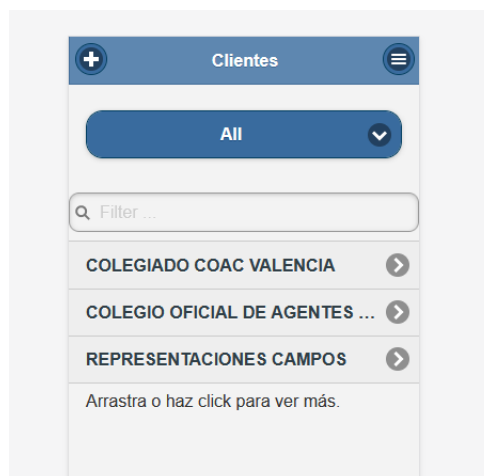 Clientes
All
Filter ...
COLEGIADO COAC VALENCIA
COLEGIO OFICIAL DE AGENTES ...
REPRESENTACIONES CAMPOS
Arrastra o haz click para ver más.